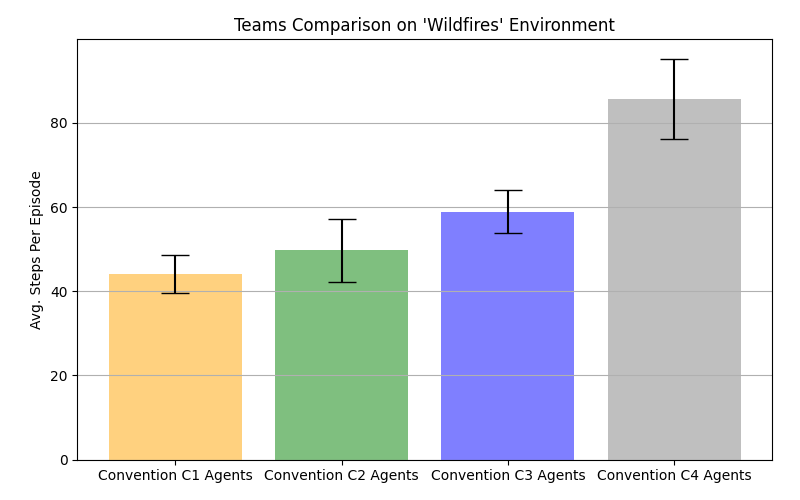 Teams Comparison on 'Wildfires' Environment
Avg. Steps Per Episode
80
60
40
20
0
Convention C1 Agents Convention C2 Agents Convention C3 Agents Convention C4 Agents